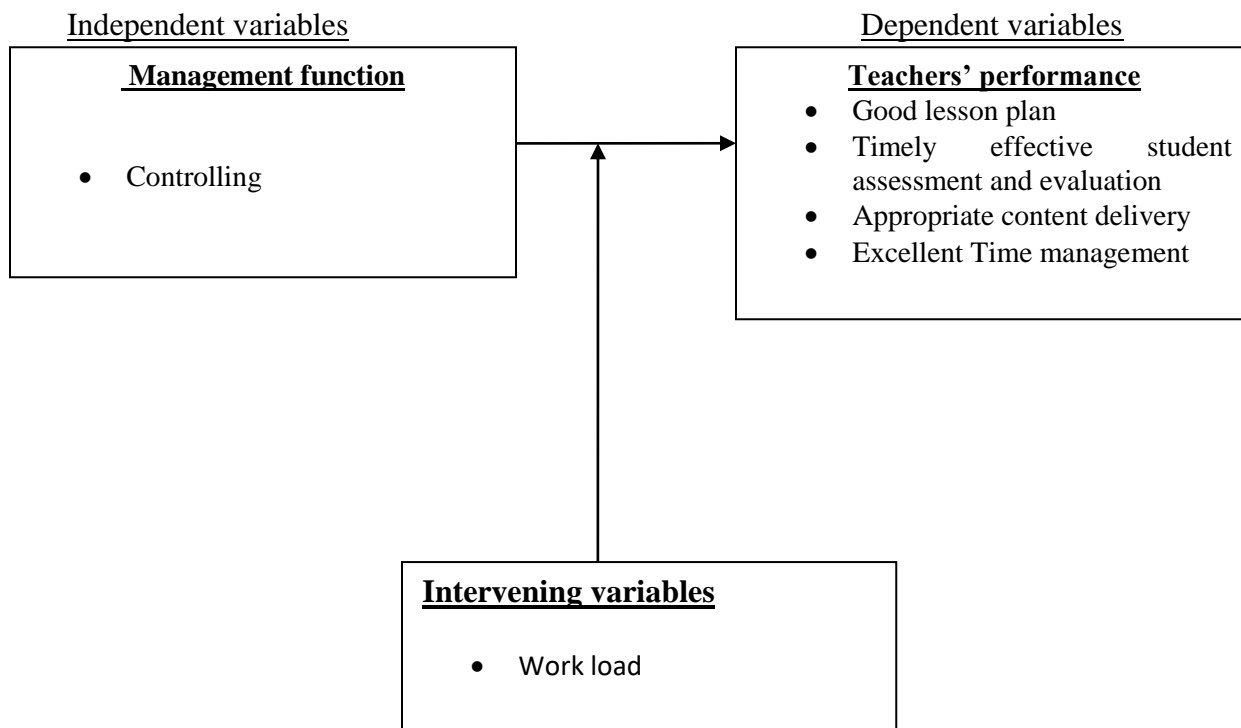 Independent variables
Dependent variables
Management function
• Controlling
Teachers’ performance
• Good lesson plan
• Timely effective student
assessment and evaluation
• Appropriate content delivery
• Excellent Time management
Intervening variables
• Work load